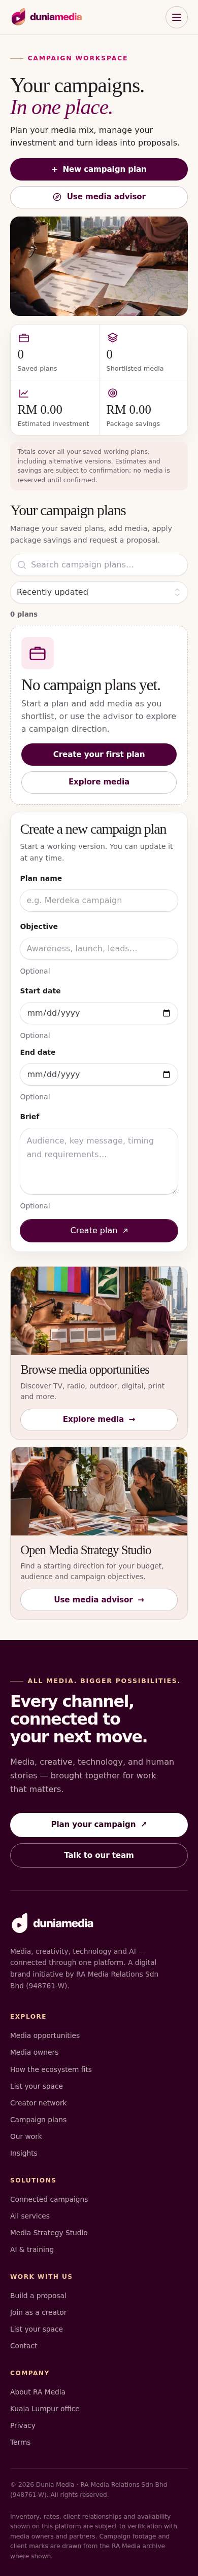 duniamedia
CAMPAIGN WORKSPACE
Your campaigns.
In one place.
Plan your media mix, manage your
investment and turn ideas into proposals.
+ New campaign plan
Use media advisor
0
Saved plans
0
Shortlisted media
RM 0.00
Estimated investment
RM 0.00
Package savings
Totals cover all your saved working plans,
including alternative versions. Estimates and
savings are subject to confirmation; no media is
reserved until confirmed.
Your campaign plans
Manage your saved plans, add media, apply
package savings and request a proposal.
Search campaign plans...
Recently updated
0 plans
No campaign plans yet.
Start a plan and add media as you
shortlist, or use the advisor to explore
a campaign direction.
Create your first plan
Explore media
Create a new campaign plan
Start a working version. You can update it
at any time.
Plan name
e.g. Merdeka campaign
Objective
Awareness, launch, leads...
Optional
Start date
mm/dd/yyyy
Optional
End date
mm/dd/yyyy
Optional
Brief
Audience, key message, timing
and requirements...
Optional
Create plan ↗
Browse media opportunities
Discover TV, radio, outdoor, digital, print
and more.
Explore media →
Open Media Strategy Studio
Find a starting direction for your budget,
audience and campaign objectives.
Use media advisor →
ALL MEDIA. BIGGER POSSIBILITIES.
Every channel,
connected to
your next move.
Media, creative, technology, and human
stories — brought together for work
that matters.
Plan your campaign ↗
Talk to our team
duniamedia
Media, creativity, technology and AI —
connected through one platform. A digital
brand initiative by RA Media Relations Sdn
Bhd (948761-W).
EXPLORE
Media opportunities
Media owners
How the ecosystem fits
List your space
Creator network
Campaign plans
Our work
Insights
SOLUTIONS
Connected campaigns
All services
Media Strategy Studio
AI & training
WORK WITH US
Build a proposal
Join as a creator
List your space
Contact
COMPANY
About RA Media
Kuala Lumpur office
Privacy
Terms
© 2026 Dunia Media · RA Media Relations Sdn Bhd
(948761-W). All rights reserved.
Inventory, rates, client relationships and availability
shown on this platform are subject to verification with
media owners and partners. Campaign footage and
client marks are drawn from the RA Media archive
where shown.